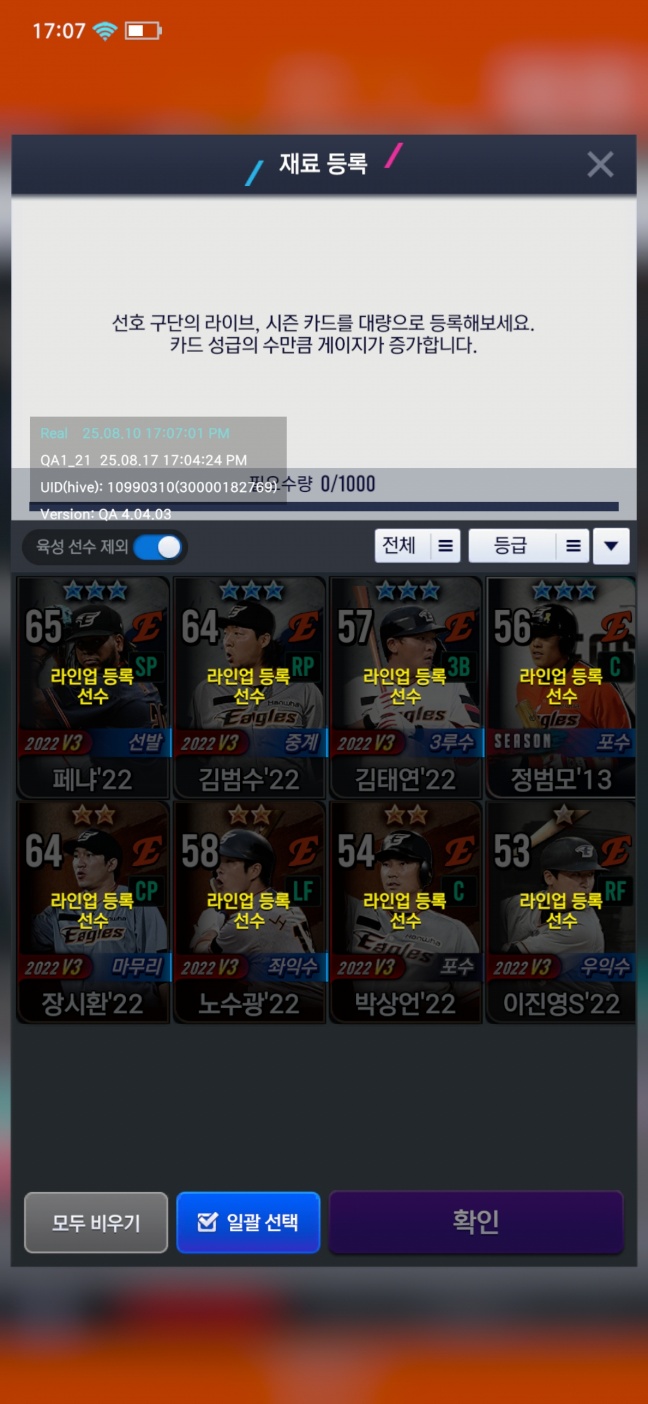 17:07
재료 등록
선호 구단의 라이브, 시즌 카드를 대량으로 등록해보세요.
카드 성급의 수만큼 게이지가 증가합니다.
Real 25.08.10 17:07:01 PM
QA1_21 25.08.17 17:04:24 PM
UID(hive): 10990310(30000182769)
필요수량 0/1000
Version: QA 4.04.03
육성 선수 제외
전체
등급
65 E SP
라인업 등록
선수
2022 V3 선발
페냐'22
64 E RP
라인업 등록
선수
Hanwha
Eagles
2022 V3 중계
김범수'22
57 E 3B
라인업 등록
선수
2022 V3 3루수
김태연'22
56 E C
라인업 등록
선수
SEASON 포수
정범모'13
64 E CP
라인업 등록
선수
Eagles
2022 V3 마무리
장시환'22
58 E LF
라인업 등록
선수
2022 V3 좌익수
노수광'22
54 E C
라인업 등록
선수
Hanwha
Eagles
2022 V3 포수
박상언'22
53 E RF
라인업 등록
선수
2022 V3 우익수
이진영S'22
모두 비우기
일괄 선택
확인